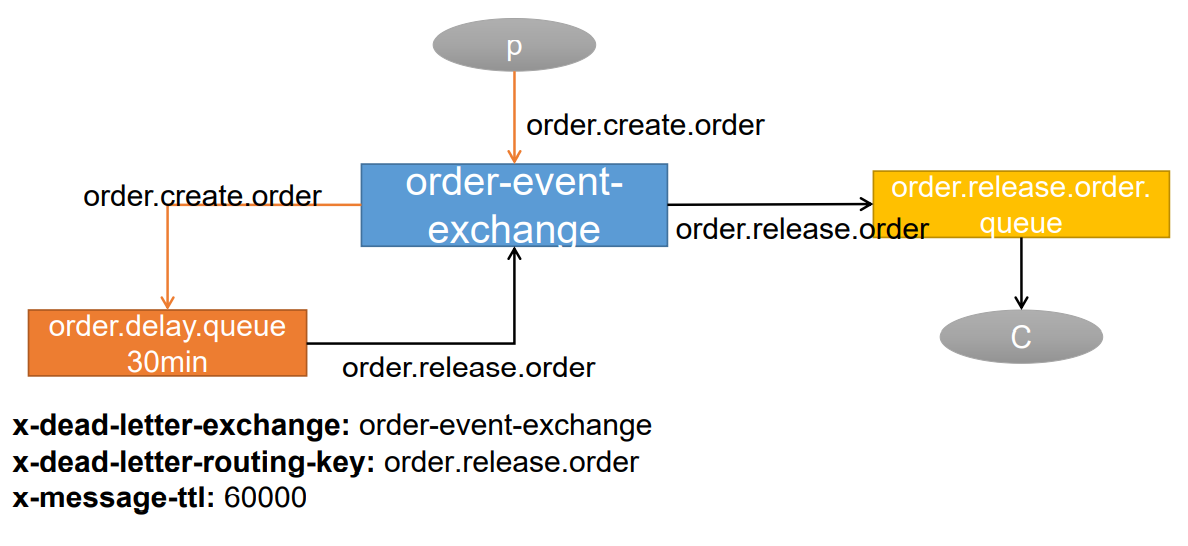 p
order.create.order
order-event-
exchange
order.create.order
order.release.order.
queue
order.release.order
order.delay.queue
30min
order.release.order
C
x-dead-letter-exchange: order-event-exchange
x-dead-letter-routing-key: order.release.order
x-message-ttl: 60000